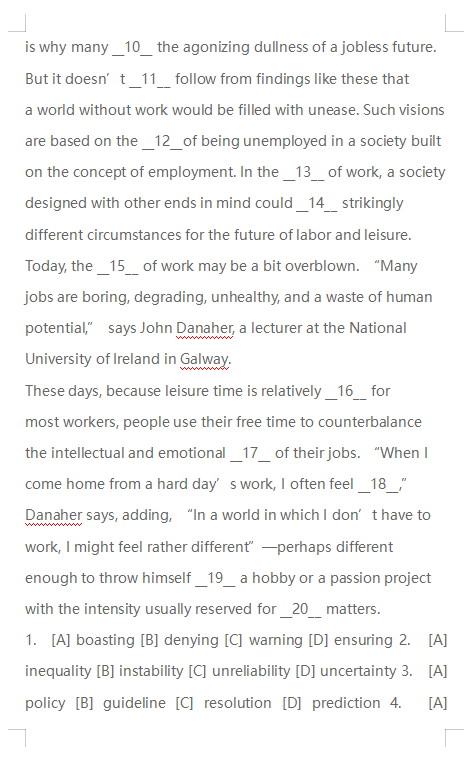 is why many __10__ the agonizing dullness of a jobless future.
But it doesn’ t __11__ follow from findings like these that
a world without work would be filled with unease. Such visions
are based on the __12__of being unemployed in a society built
on the concept of employment. In the __13__ of work, a society
designed with other ends in mind could __14__ strikingly
different circumstances for the future of labor and leisure.
Today, the __15__ of work may be a bit overblown. “Many
jobs are boring, degrading, unhealthy, and a waste of human
potential,” says John Danaher, a lecturer at the National
University of Ireland in Galway.
These days, because leisure time is relatively __16__ for
most workers, people use their free time to counterbalance
the intellectual and emotional __17__ of their jobs. “When I
come home from a hard day’ s work, I often feel __18__,”
Danaher says, adding, “In a world in which I don’ t have to
work, I might feel rather different” —perhaps different
enough to throw himself __19__ a hobby or a passion project
with the intensity usually reserved for __20__ matters.
1. [A] boasting [B] denying [C] warning [D] ensuring 2. [A]
inequality [B] instability [C] unreliability [D] uncertainty 3. [A]
policy [B] guideline [C] resolution [D] prediction 4. [A]